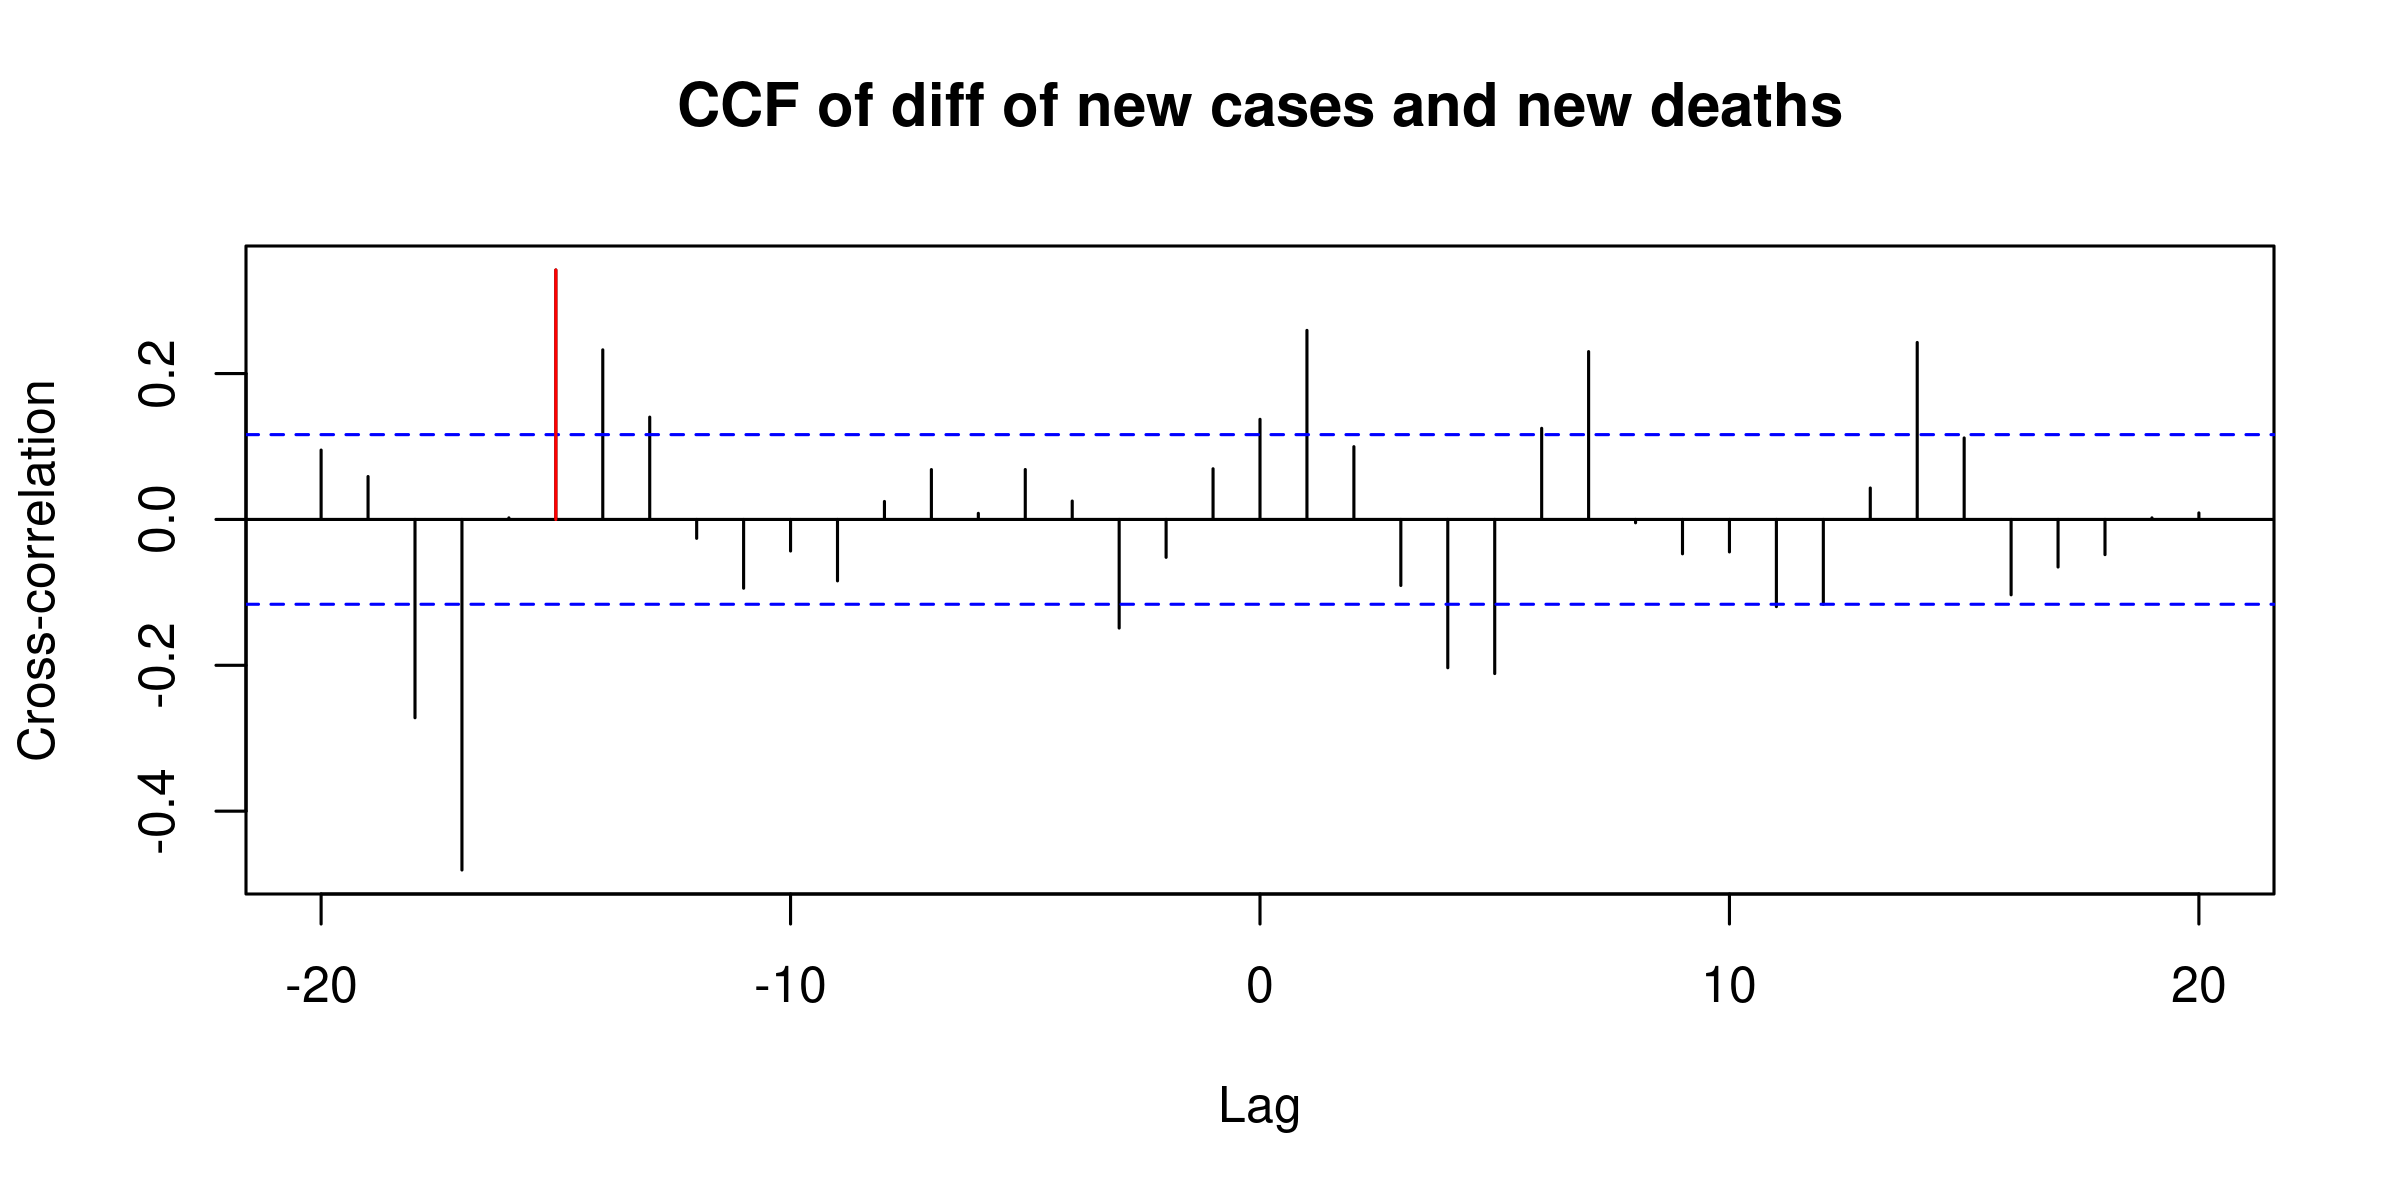 CCF of diff of new cases and new deaths
Cross-correlation
0.2
0.0
-0.2
-0.4
-20 -10 0 10 20
Lag